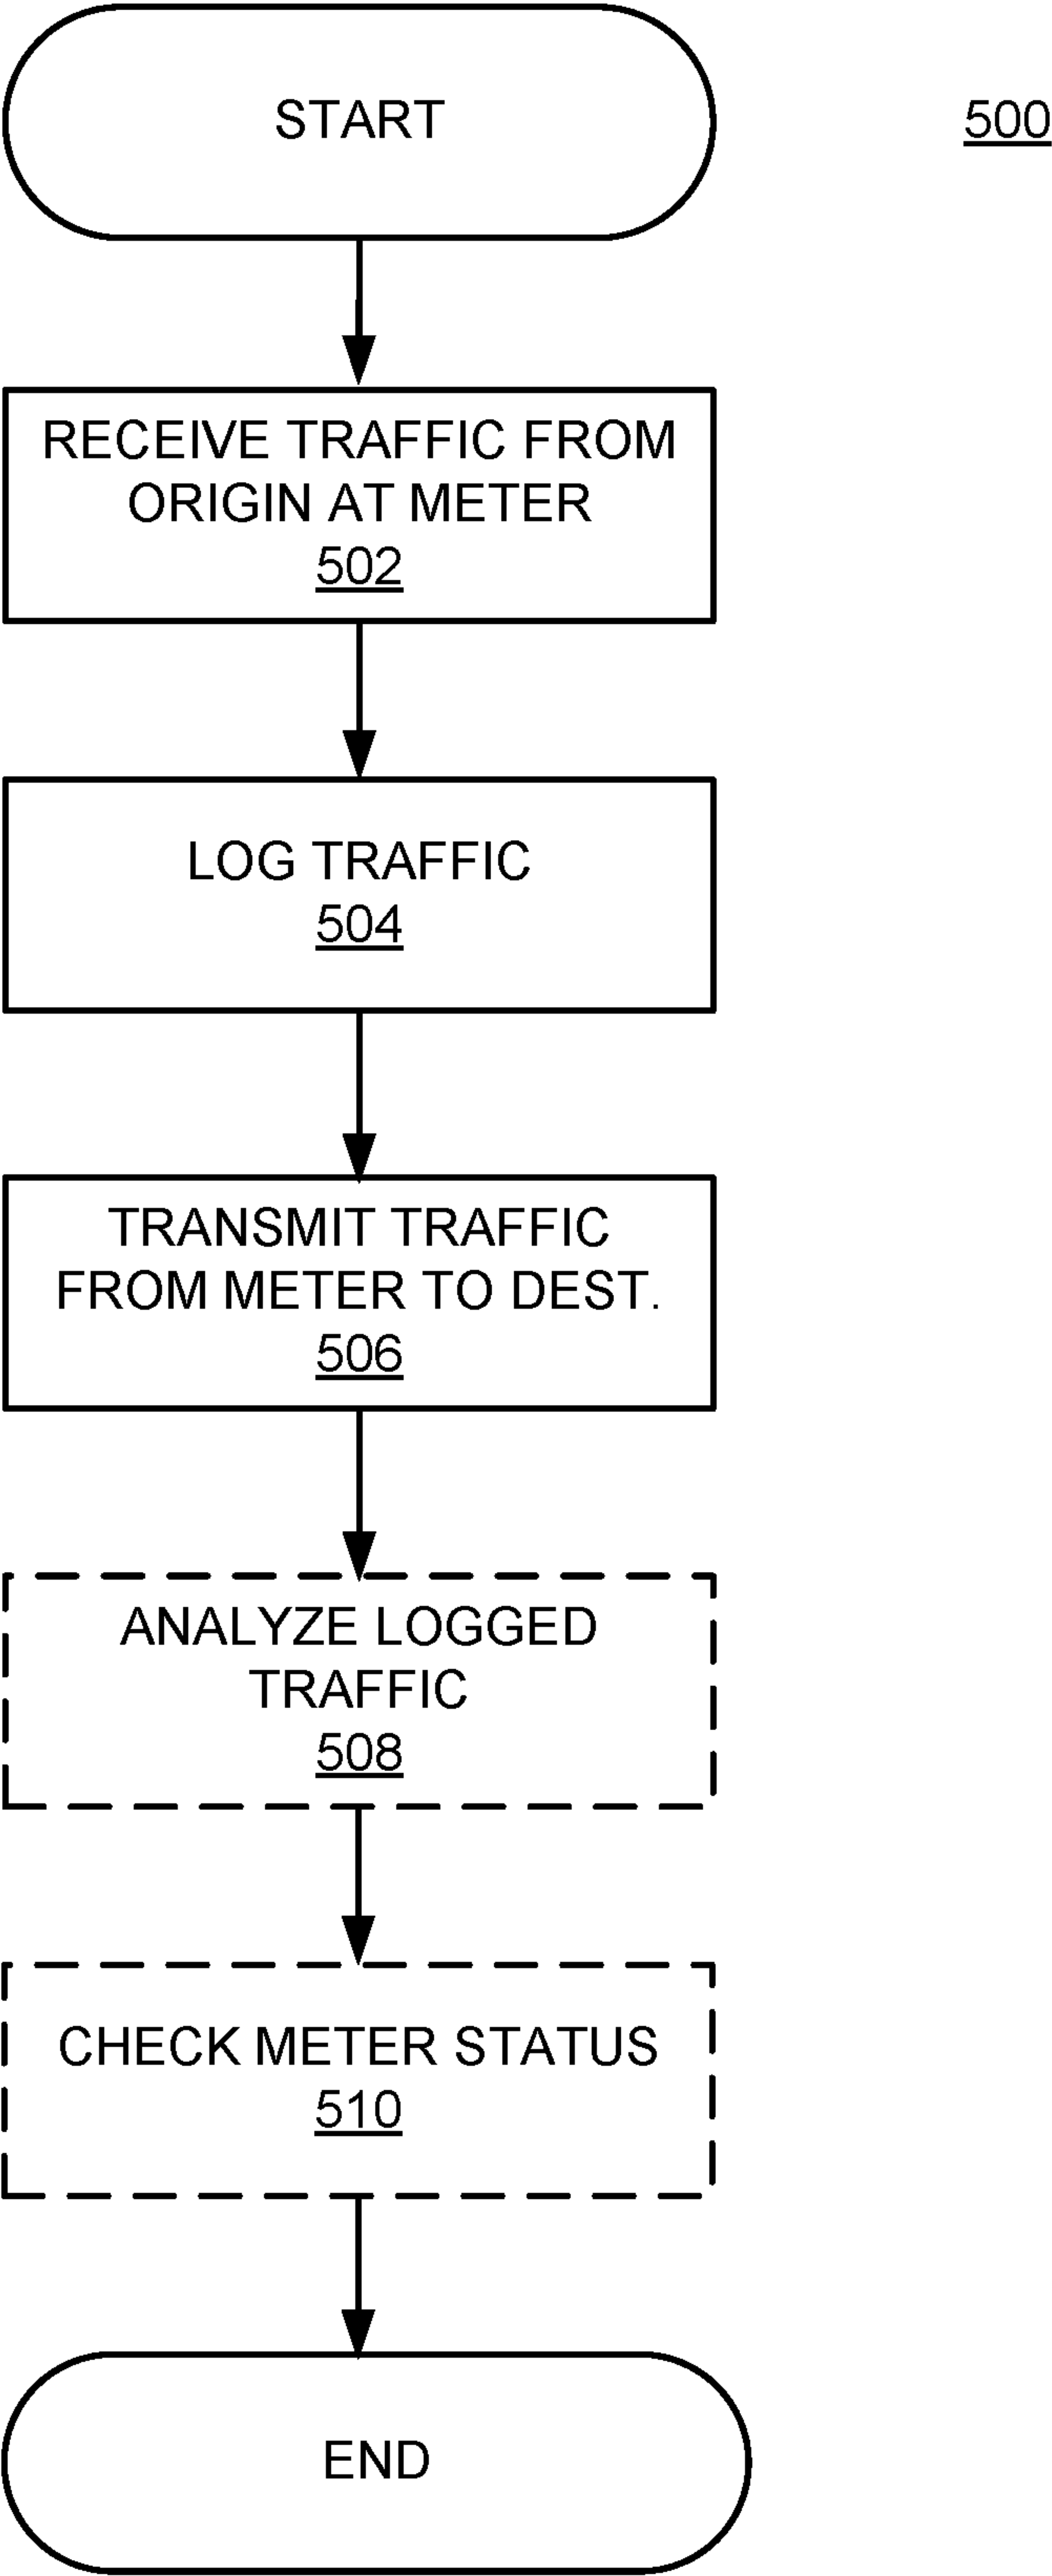 START
500
RECEIVE TRAFFIC FROM
ORIGIN AT METER
502
LOG TRAFFIC
504
TRANSMIT TRAFFIC
FROM METER TO DEST.
506
ANALYZE LOGGED
TRAFFIC
508
CHECK METER STATUS
510
END